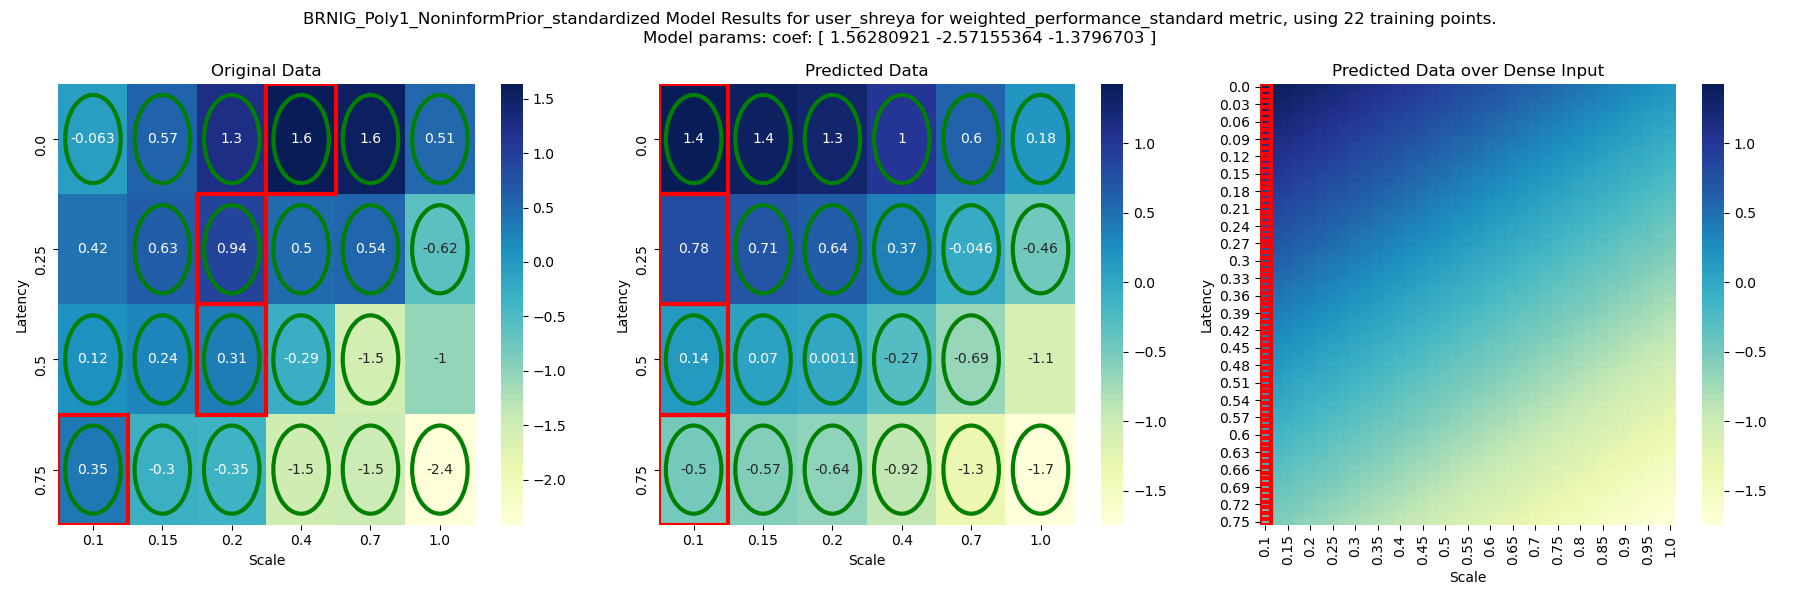 BRNIG_Poly1_NoninformPrior_standardized Model Results for user_shreya for weighted_performance_standard metric, using 22 training points.
Model params: coef: [ 1.56280921 -2.57155364 -1.3796703 ]
Original Data
Latency
0.0
-0.063 0.57 1.3 1.6 1.6 0.51
0.25
0.42 0.63 0.94 0.5 0.54 -0.62
0.5
0.12 0.24 0.31 -0.29 -1.5 -1
0.75
0.35 -0.3 -0.35 -1.5 -1.5 -2.4
0.1 0.15 0.2 0.4 0.7 1.0
Scale
1.5
1.0
0.5
0.0
−0.5
−1.0
−1.5
−2.0
Predicted Data
Latency
0.0
1.4 1.4 1.3 1 0.6 0.18
0.25
0.78 0.71 0.64 0.37 -0.046 -0.46
0.5
0.14 0.07 0.0011 -0.27 -0.69 -1.1
0.75
-0.5 -0.57 -0.64 -0.92 -1.3 -1.7
0.1 0.15 0.2 0.4 0.7 1.0
Scale
1.0
0.5
0.0
−0.5
−1.0
−1.5
Predicted Data over Dense Input
Latency
0.0
0.03
0.06
0.09
0.12
0.15
0.18
0.21
0.24
0.27
0.3
0.33
0.36
0.39
0.42
0.45
0.48
0.51
0.54
0.57
0.6
0.63
0.66
0.69
0.72
0.75
0.1 0.15 0.2 0.25 0.3 0.35 0.4 0.45 0.5 0.55 0.6 0.65 0.7 0.75 0.8 0.85 0.9 0.95 1.0
Scale
1.0
0.5
0.0
−0.5
−1.0
−1.5